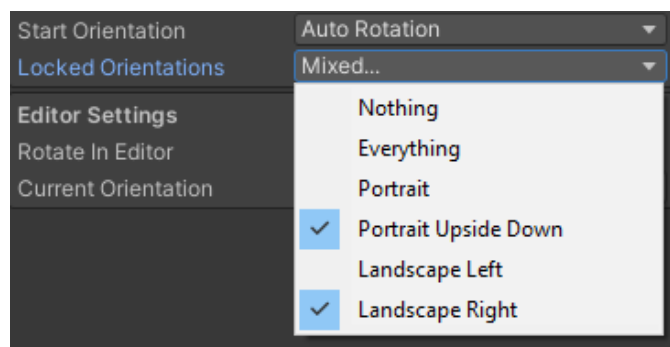 Start Orientation Auto Rotation
Locked Orientations Mixed...
Editor Settings
Rotate In Editor
Current Orientation
Nothing
Everything
Portrait
Portrait Upside Down
Landscape Left
Landscape Right